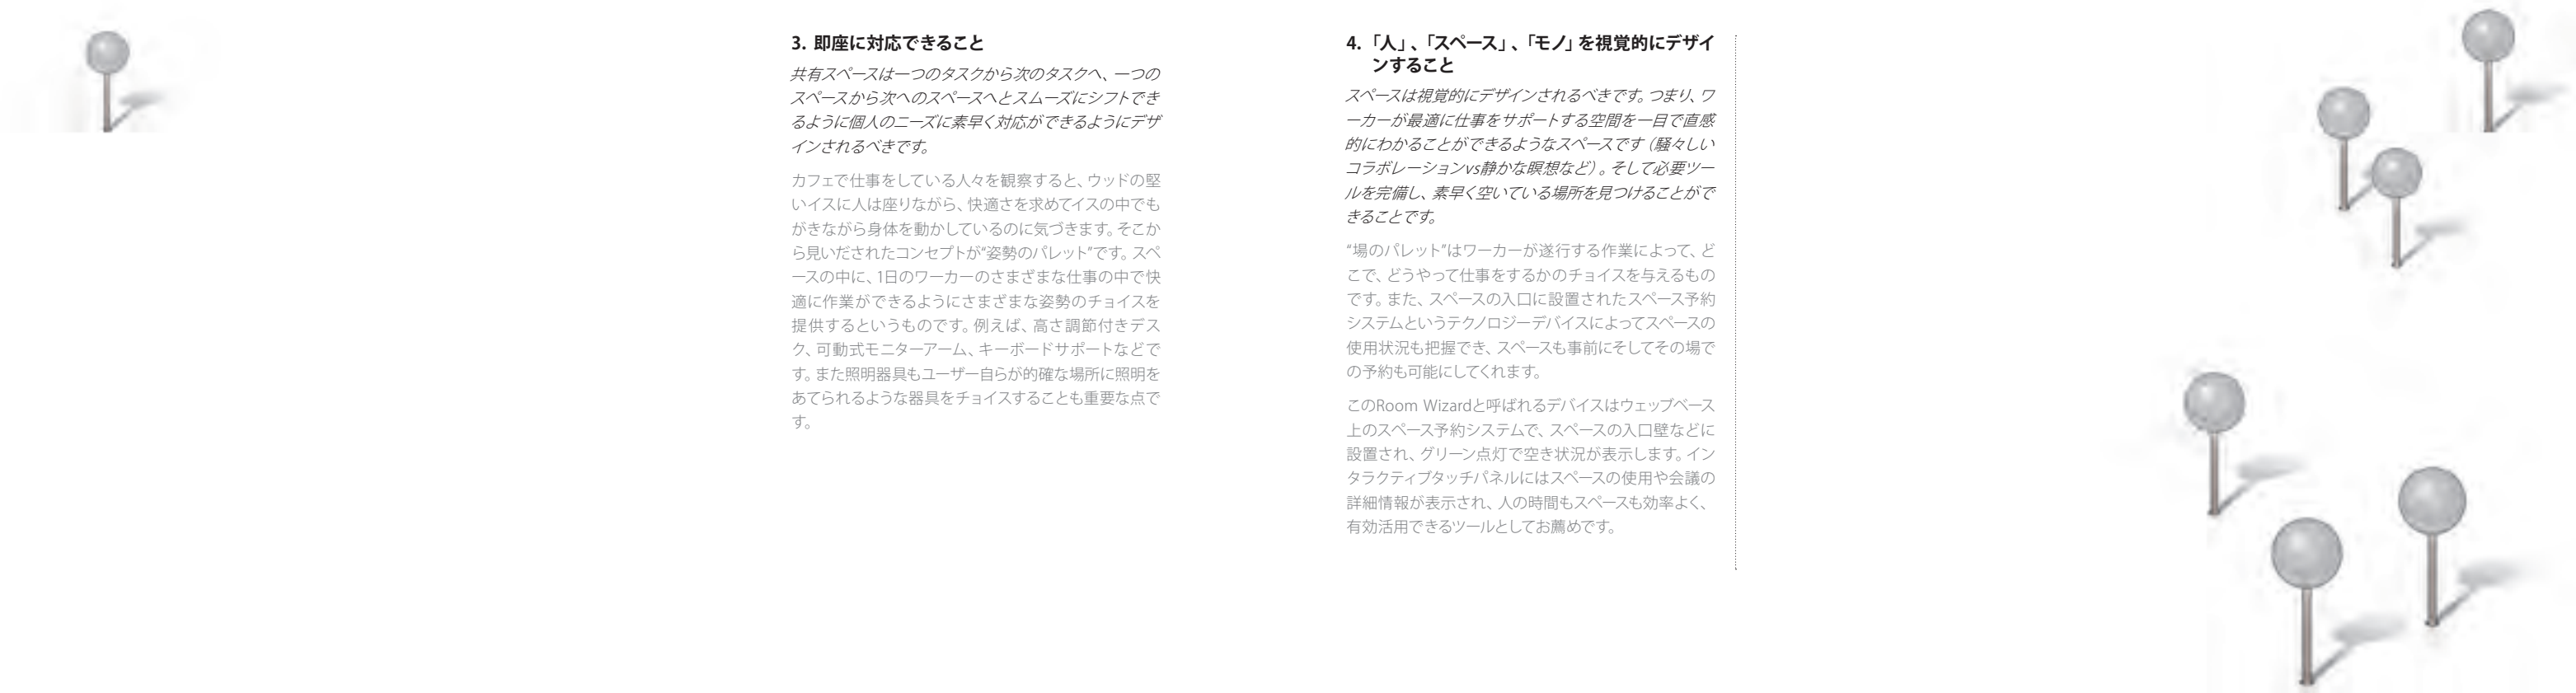 3. 即座に対応できること
共有スペースは一つのタスクから次のタスクへ、一つの
スペースから次へのスペースへとスムーズにシフトでき
るように個人のニーズに素早く対応ができるようにデザ
インされるべきです。
カフェで仕事をしている人々を観察すると、ウッドの堅
いイスに人は座りながら、快適さを求めてイスの中でも
がきながら身体を動かしているのに気づきます。そこか
ら見いだされたコンセプトが“姿勢のパレット”です。スペ
ースの中に、1日のワーカーのさまざまな仕事の中で快
適に作業ができるようにさまざまな姿勢のチョイスを
提供するというものです。例えば、高さ調節付きデス
ク、可動式モニターアーム、キーボードサポートなどで
す。また照明器具もユーザー自らが的確な場所に照明を
あてられるような器具をチョイスすることも重要な点で
す。
4. 「人」、「スペース」、「モノ」を視覚的にデザイ
ンすること
スペースは視覚的にデザインされるべきです。つまり、ワ
ーカーが最適に仕事をサポートする空間を一目で直感
的にわかることができるようなスペースです（騒々しい
コラボレーションvs静かな瞑想など）。そして必要ツー
ルを完備し、素早く空いている場所を見つけることがで
きることです。
“場のパレット”はワーカーが遂行する作業によって、ど
こで、どうやって仕事をするかのチョイスを与えるもの
です。また、スペースの入口に設置されたスペース予約
システムというテクノロジーデバイスによってスペースの
使用状況も把握でき、スペースも事前にそしてその場で
の予約も可能にしてくれます。
このRoom Wizardと呼ばれるデバイスはウェッブベース
上のスペース予約システムで、スペースの入口壁などに
設置され、グリーン点灯で空き状況が表示します。イン
タラクティブタッチパネルにはスペースの使用や会議の
詳細情報が表示され、人の時間もスペースも効率よく、
有効活用できるツールとしてお薦めです。